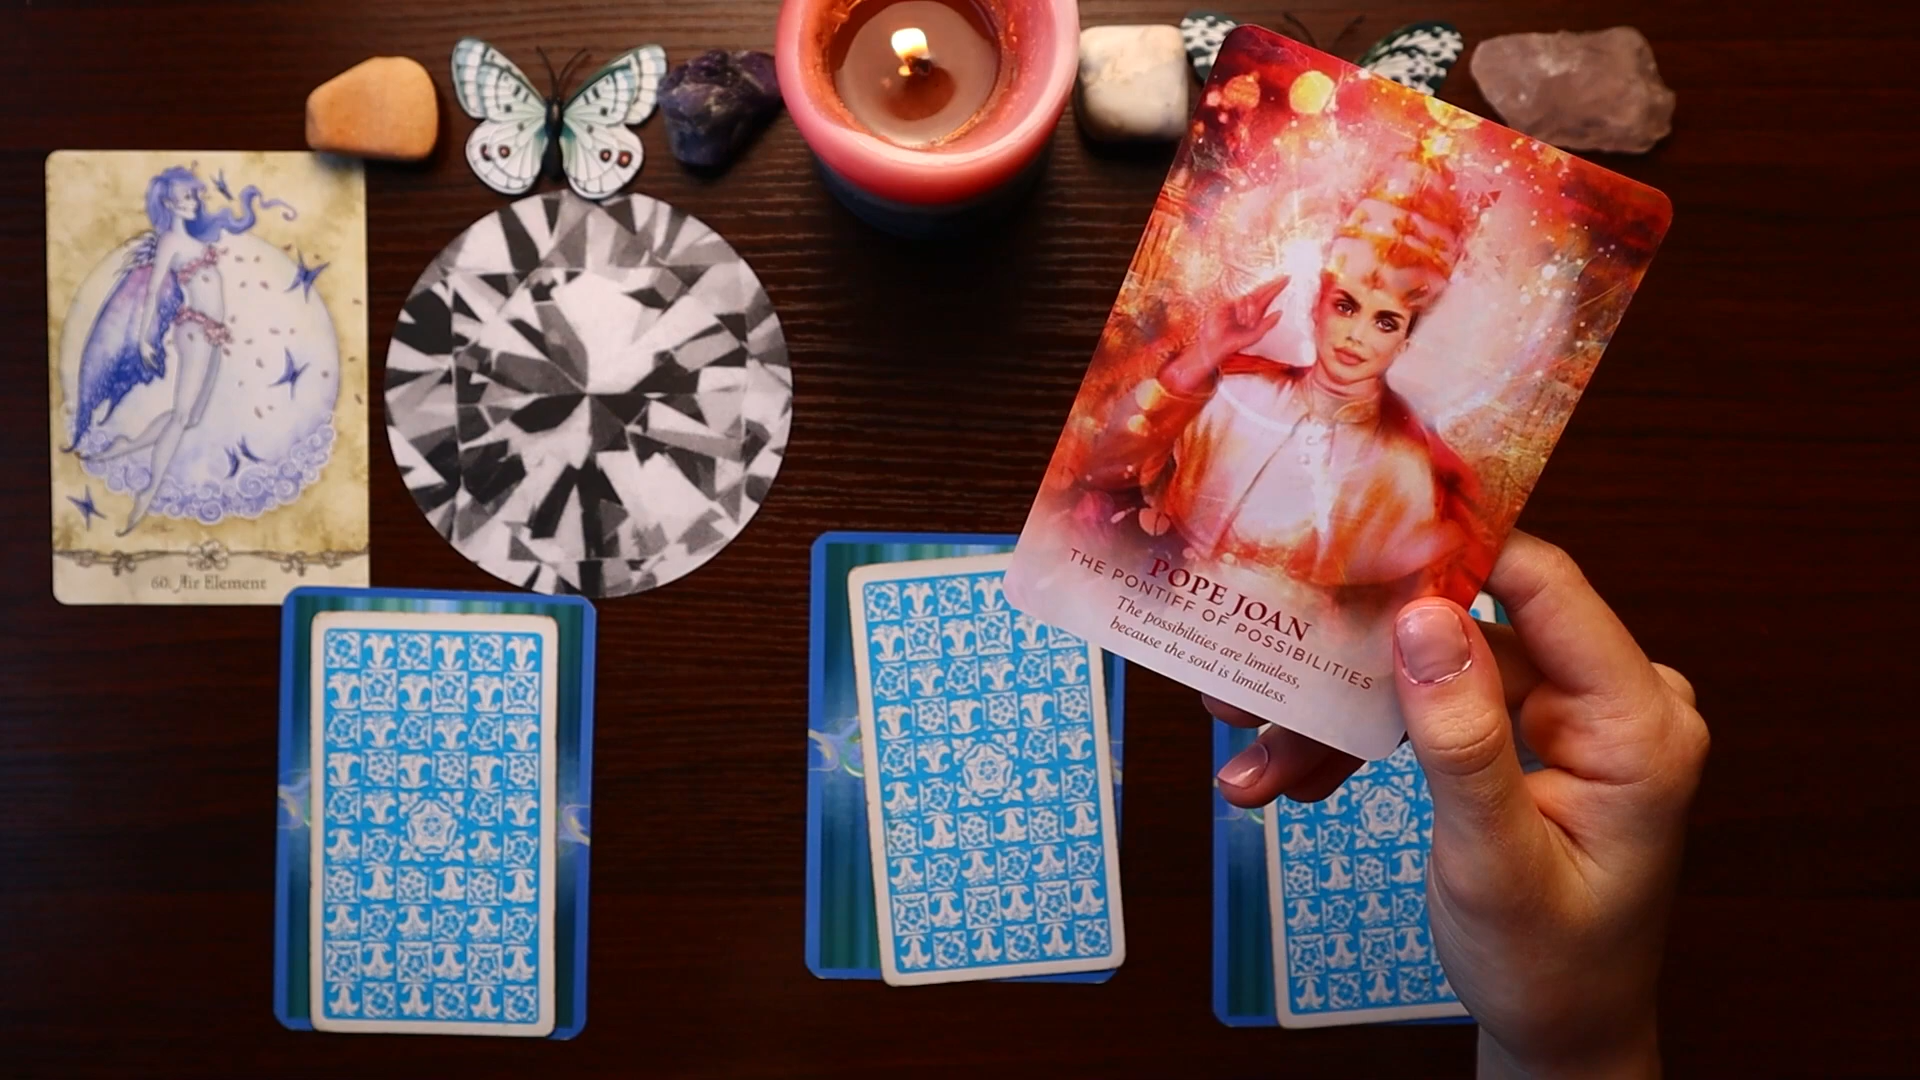 60. Air Element
POPE JOAN
THE PONTIFF OF POSSIBILITIES
The possibilities are limitless,
because the soul is limitless.